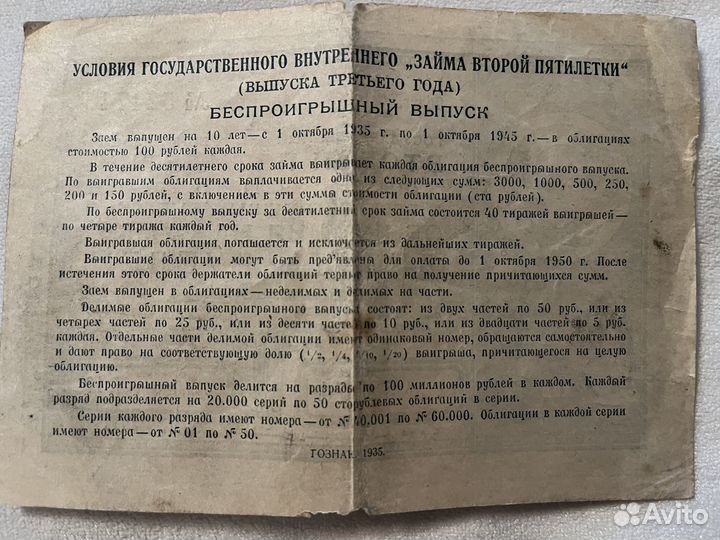 УСЛОВИЯ ГОСУДАРСТВЕННОГО ВНУТРЕННЕГО „ЗАЙМА ВТОРОЙ ПЯТИЛЕТКИ“
(ВЫПУСКА ТРЕТЬЕГО ГОДА)
БЕСПРОИГРЫШНЫЙ ВЫПУСК
Заем выпущен на 10 лет—с 1 октября 1935 г. по 1 октября 1945 г.—в облигациях
стоимостью 100 рублей каждая.
В течение десятилетнего срока займа выигрывает каждая облигация беспроигрышного выпуска.
По выигравшим облигациям выплачивается одна из следующих сумм: 3000, 1000, 500, 250,
200 и 150 рублей, с включением в эти суммы стоимости облигации (ста рублей).
По беспроигрышному выпуску за десятилетний срок займа состоится 40 тиражей выигрышей—
по четыре тиража каждый год.
Выигравшая облигация погашается и исключается из дальнейших тиражей.
Выигравшие облигации могут быть пред'явлены для оплаты до 1 октября 1950 г. После
истечения этого срока держатели облигаций теряют право на получение причитающихся сумм.
Заем выпущен в облигациях—неделимых и делимых на части.
Делимые облигации беспроигрышного выпуска состоят: из двух частей по 50 руб., или из
четырех частей по 25 руб., или из десяти частей по 10 руб., или из двадцати частей по 5 руб.
каждая. Отдельные части делимой облигации имеют одинаковый номер, обращаются самостоятельно
и дают право на соответствующую долю (1/2, 1/4, 1/10, 1/20) выигрыша, причитающегося на целую
облигацию.
Беспроигрышный выпуск делится на разряды по 100 миллионов рублей в каждом. Каждый
разряд подразделяется на 20.000 серий по 50 сторублевых облигаций в серии.
Серии каждого разряда имеют номера—от № 40.001 по № 60.000. Облигации в каждой серии
имеют номера—от № 01 по № 50.
ГОЗНАК. 1935.
Avito